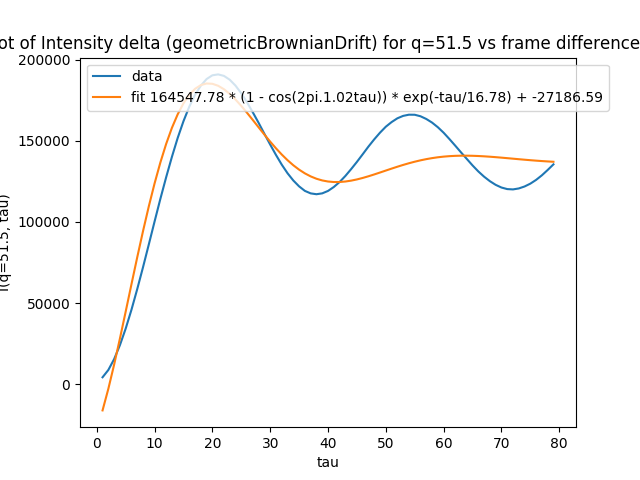 ot of Intensity delta (geometricBrownianDrift) for q=51.5 vs frame difference
data
fit 164547.78 * (1 - cos(2pi.1.02tau)) * exp(-tau/16.78) + -27186.59
200000
150000
100000
50000
0
I(q=51.5, tau)
0 10 20 30 40 50 60 70 80
tau